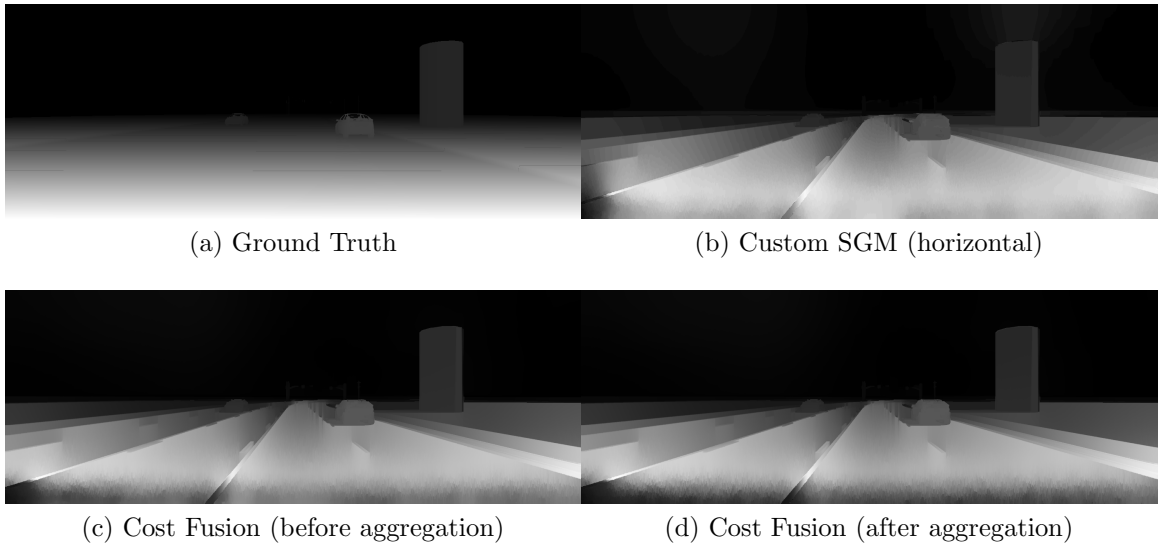 (a) Ground Truth
(b) Custom SGM (horizontal)
(c) Cost Fusion (before aggregation)
(d) Cost Fusion (after aggregation)